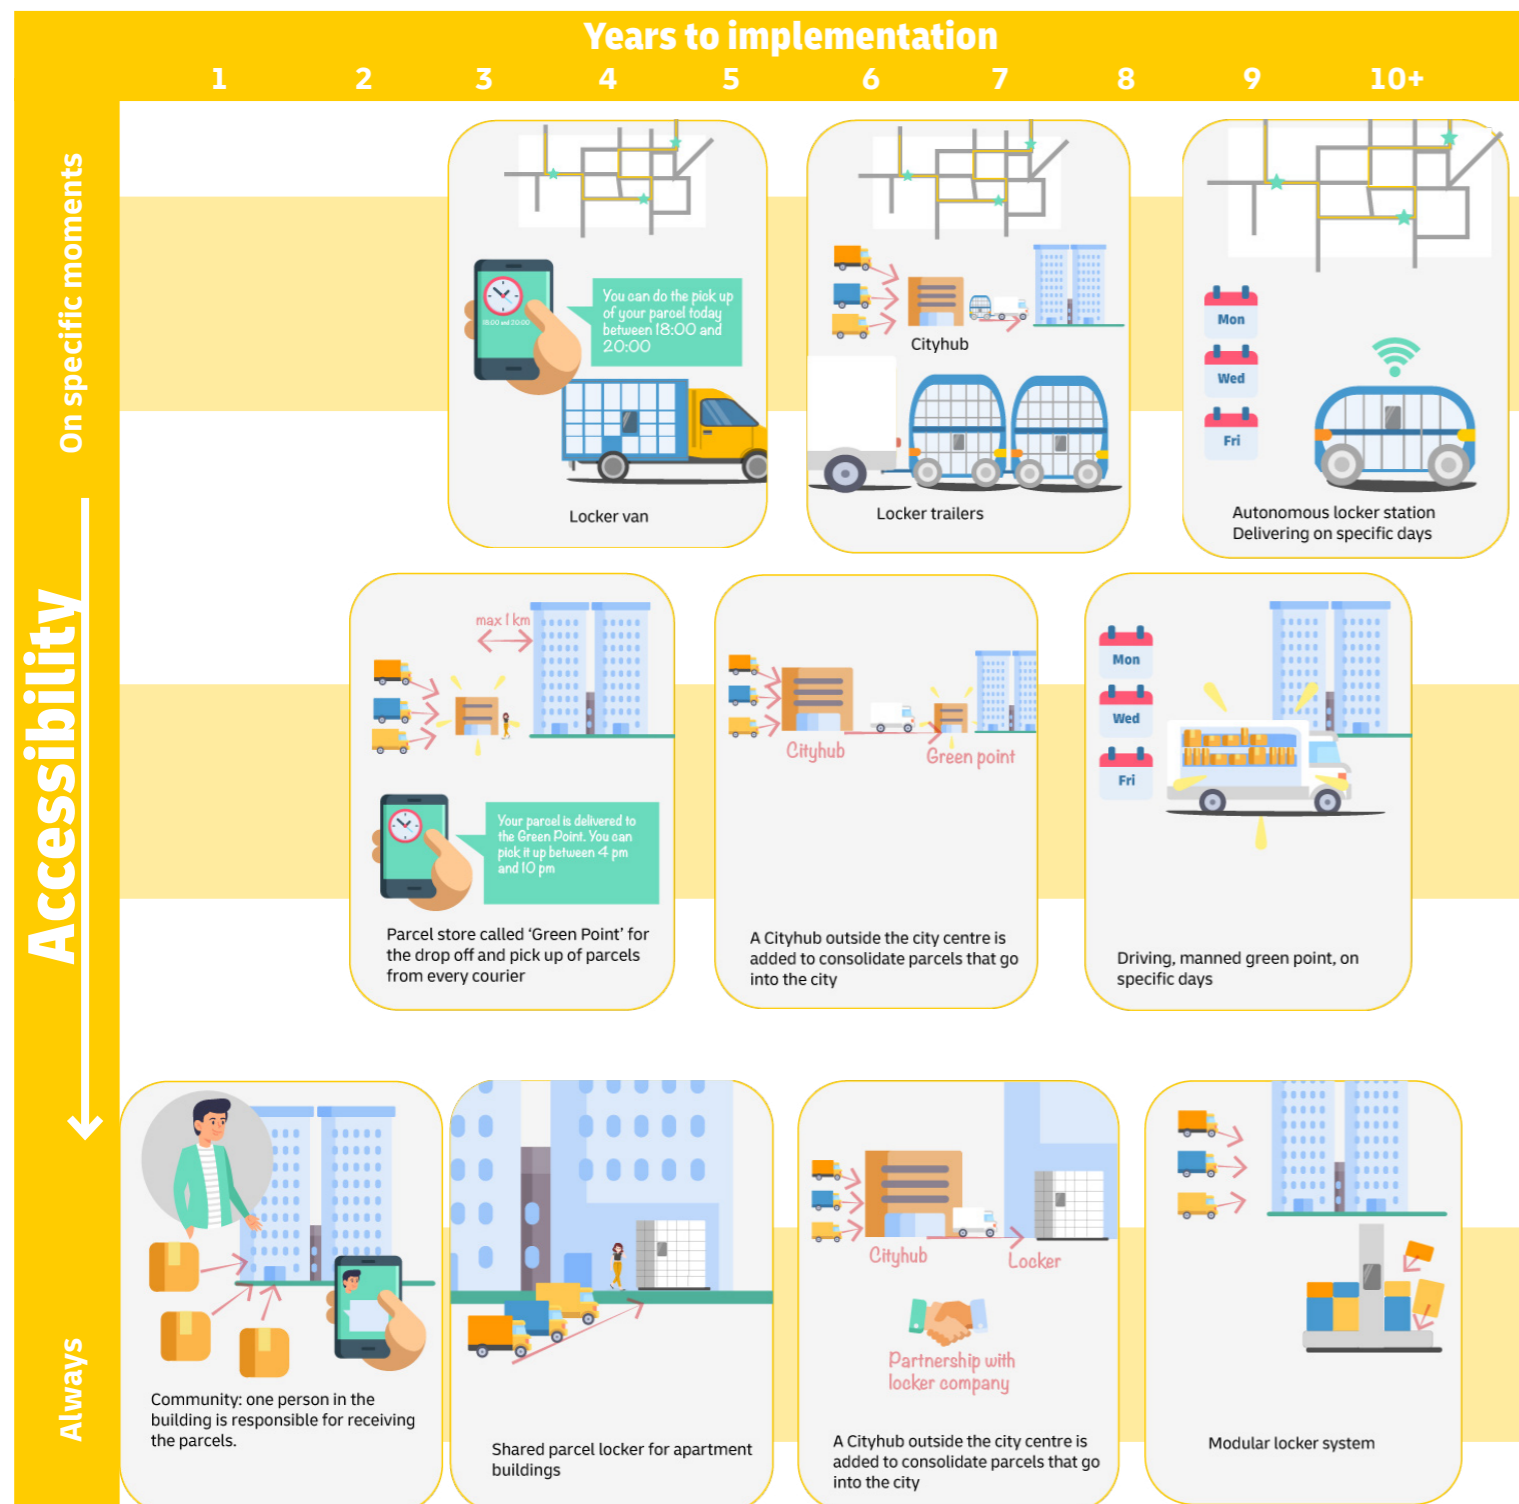 Years to implementation
1 2 3 4 5 6 7 8 9 10+
On specific moments
Accessibility
Always
18:00 and 20:00
You can do the pick up
of your parcel today
between 18:00 and
20:00
Locker van
Cityhub
Locker trailers
Mon
Wed
Fri
Autonomous locker station
Delivering on specific days
max 1 km
Your parcel is delivered to
the Green Point. You can
pick it up between 4 pm
and 10 pm
Parcel store called ‘Green Point’ for
the drop off and pick up of parcels
from every courier
Cityhub
Green point
A Cityhub outside the city centre is
added to consolidate parcels that go
into the city
Mon
Wed
Fri
Driving, manned green point, on
specific days
Community: one person in the
building is responsible for receiving
the parcels.
Shared parcel locker for apartment
buildings
Cityhub
Locker
Partnership with
locker company
A Cityhub outside the city centre is
added to consolidate parcels that go
into the city
Modular locker system